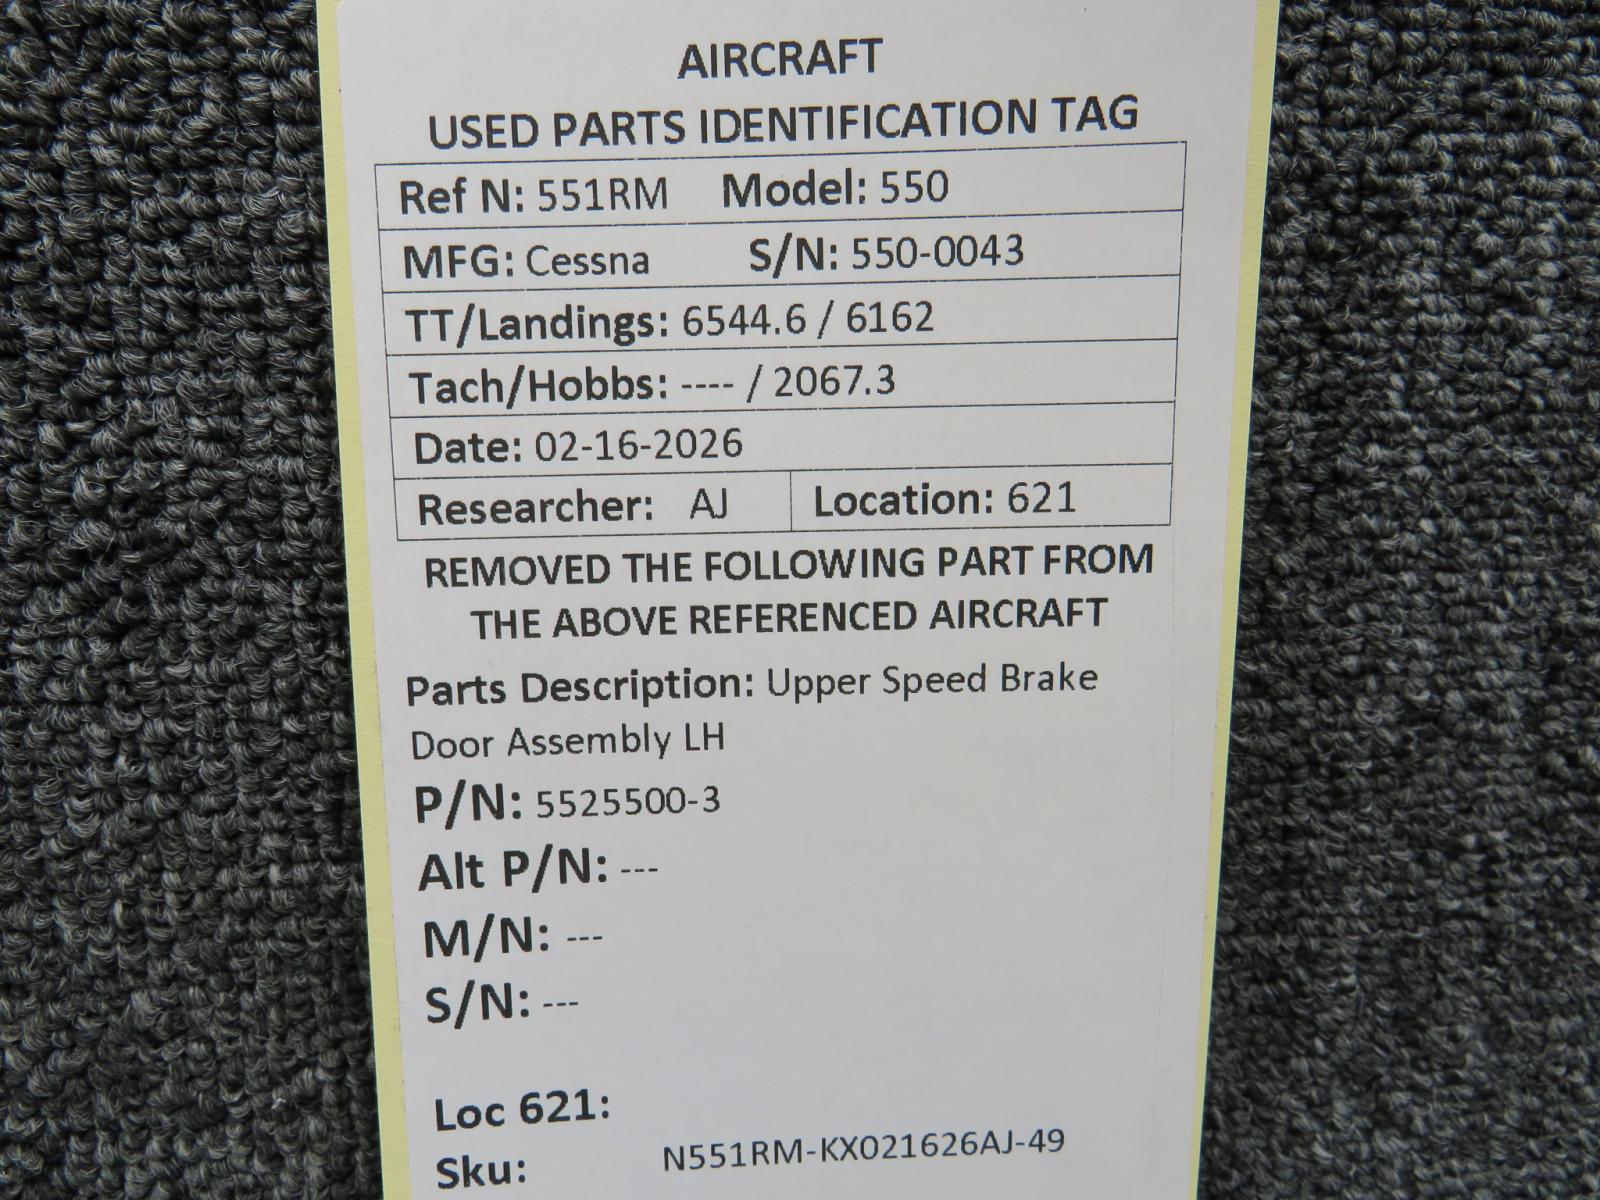 AIRCRAFT
USED PARTS IDENTIFICATION TAG
Ref N: 551RM Model: 550
MFG: Cessna S/N: 550-0043
TT/Landings: 6544.6 / 6162
Tach/Hobbs: ---- / 2067.3
Date: 02-16-2026
Researcher: AJ Location: 621
REMOVED THE FOLLOWING PART FROM
THE ABOVE REFERENCED AIRCRAFT
Parts Description: Upper Speed Brake
Door Assembly LH
P/N: 5525500-3
Alt P/N: ---
M/N: ---
S/N: ---
Loc 621:
Sku: N551RM-KX021626AJ-49